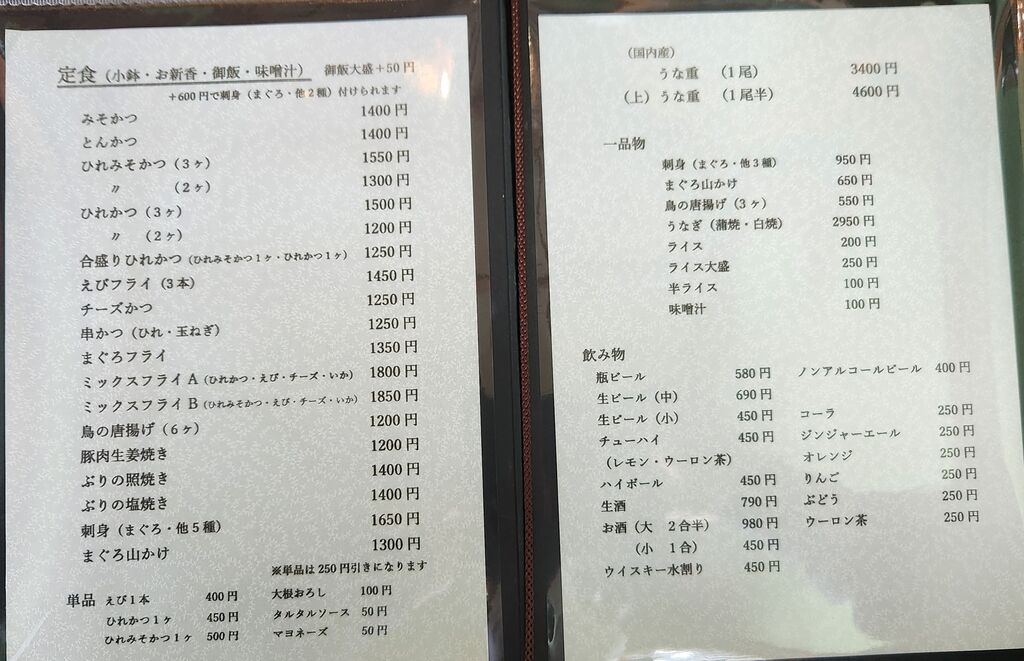 定食（小鉢・お新香・御飯・味噌汁） 御飯大盛＋50円
＋600円で刺身（まぐろ・他2種）付けられます
みそかつ 1400円
とんかつ 1400円
ひれみそかつ（3ヶ） 1550円
〃 （2ヶ） 1300円
ひれかつ（3ヶ） 1500円
〃 （2ヶ） 1200円
合盛りひれかつ（ひれみそかつ1ヶ・ひれかつ1ヶ） 1250円
えびフライ（3本） 1450円
チーズかつ 1250円
串かつ（ひれ・玉ねぎ） 1250円
まぐろフライ 1350円
ミックスフライA（ひれかつ・えび・チーズ・いか） 1800円
ミックスフライB（ひれみそかつ・えび・チーズ・いか） 1850円
鳥の唐揚げ（6ヶ） 1200円
豚肉生姜焼き 1200円
ぶりの照焼き 1400円
ぶりの塩焼き 1400円
刺身（まぐろ・他5種） 1650円
まぐろ山かけ 1300円
※単品は250円引きになります
単品 えび1本 400円 大根おろし 100円
ひれかつ1ヶ 450円 タルタルソース 50円
ひれみそかつ1ヶ 500円 マヨネーズ 50円
（国内産）
うな重 （1尾） 3400円
（上）うな重 （1尾半） 4600円
一品物
刺身（まぐろ・他3種） 950円
まぐろ山かけ 650円
鳥の唐揚げ（3ヶ） 550円
うなぎ（蒲焼・白焼） 2950円
ライス 200円
ライス大盛 250円
半ライス 100円
味噌汁 100円
飲み物
瓶ビール 580円 ノンアルコールビール 400円
生ビール（中） 690円
生ビール（小） 450円 コーラ 250円
チューハイ 450円 ジンジャーエール 250円
（レモン・ウーロン茶） オレンジ 250円
ハイボール 450円 りんご 250円
生酒 790円 ぶどう 250円
お酒（大 2合半） 980円 ウーロン茶 250円
（小 1合） 450円
ウイスキー水割り 450円